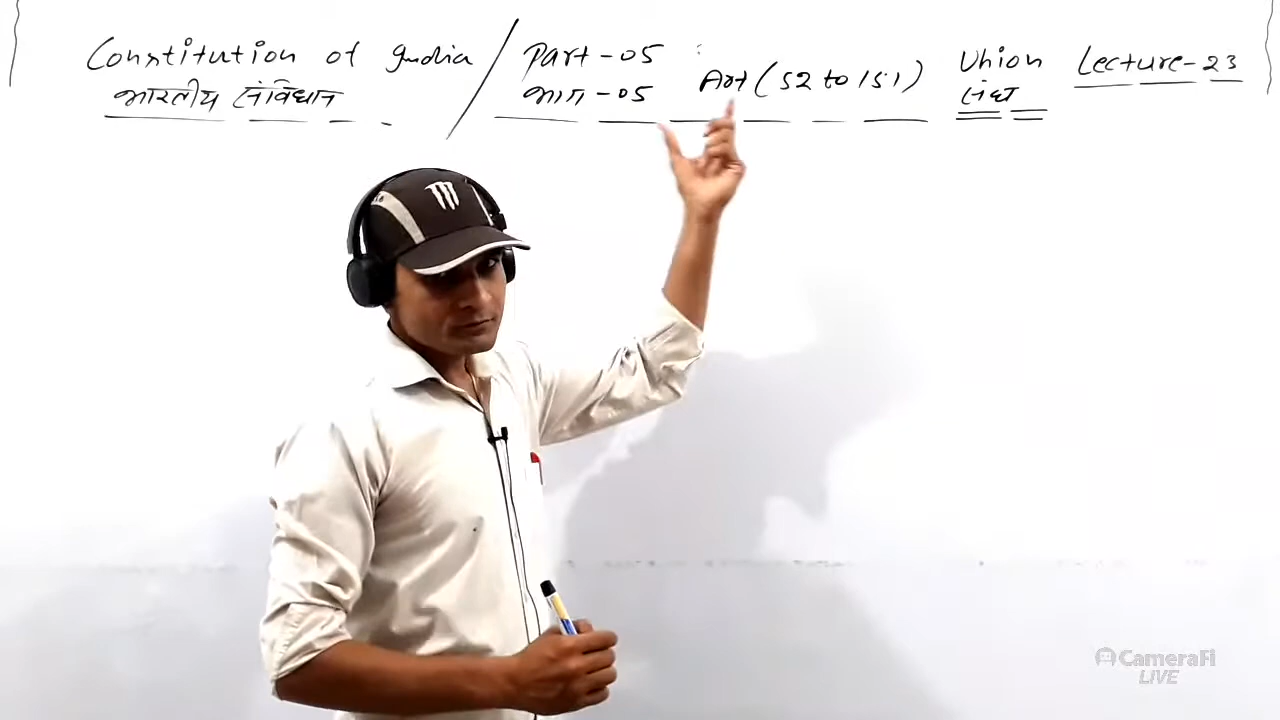 Constitution of India / Part-05 : Art (52 to 151) Union Lecture-23
भारतीय संविधान भाग-05 संघ
CameraFi
LIVE